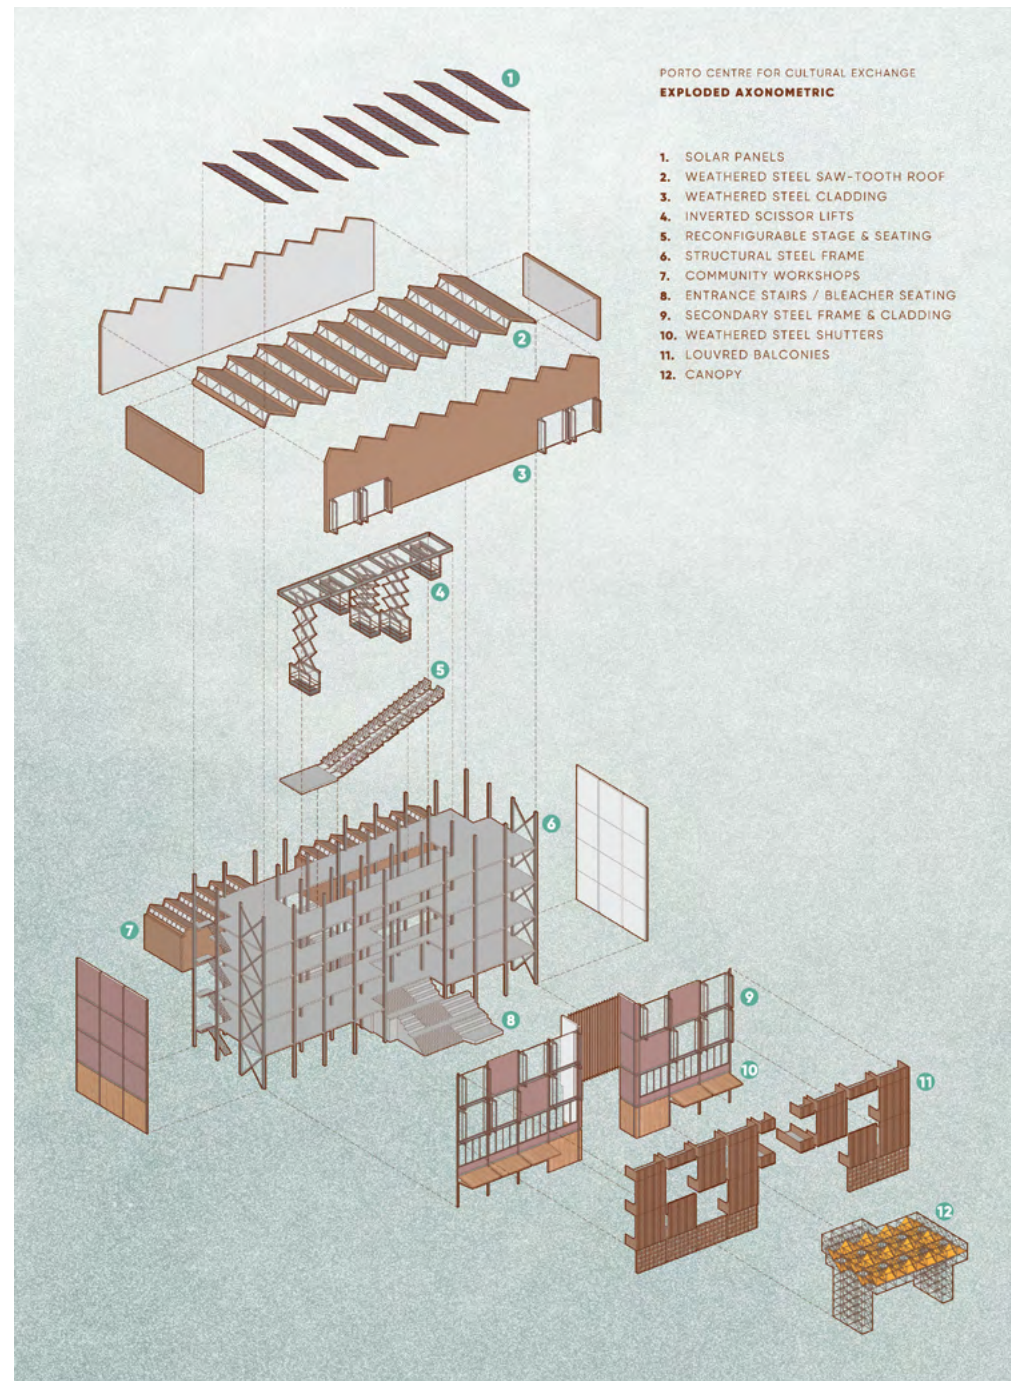 PORTO CENTRE FOR CULTURAL EXCHANGE
EXPLODED AXONOMETRIC
1. SOLAR PANELS
2. WEATHERED STEEL SAW-TOOTH ROOF
3. WEATHERED STEEL CLADDING
4. INVERTED SCISSOR LIFTS
5. RECONFIGURABLE STAGE & SEATING
6. STRUCTURAL STEEL FRAME
7. COMMUNITY WORKSHOPS
8. ENTRANCE STAIRS / BLEACHER SEATING
9. SECONDARY STEEL FRAME & CLADDING
10. WEATHERED STEEL SHUTTERS
11. LOUVRED BALCONIES
12. CANOPY
1
2
3
4
5
6
7
8
9
10
11
12